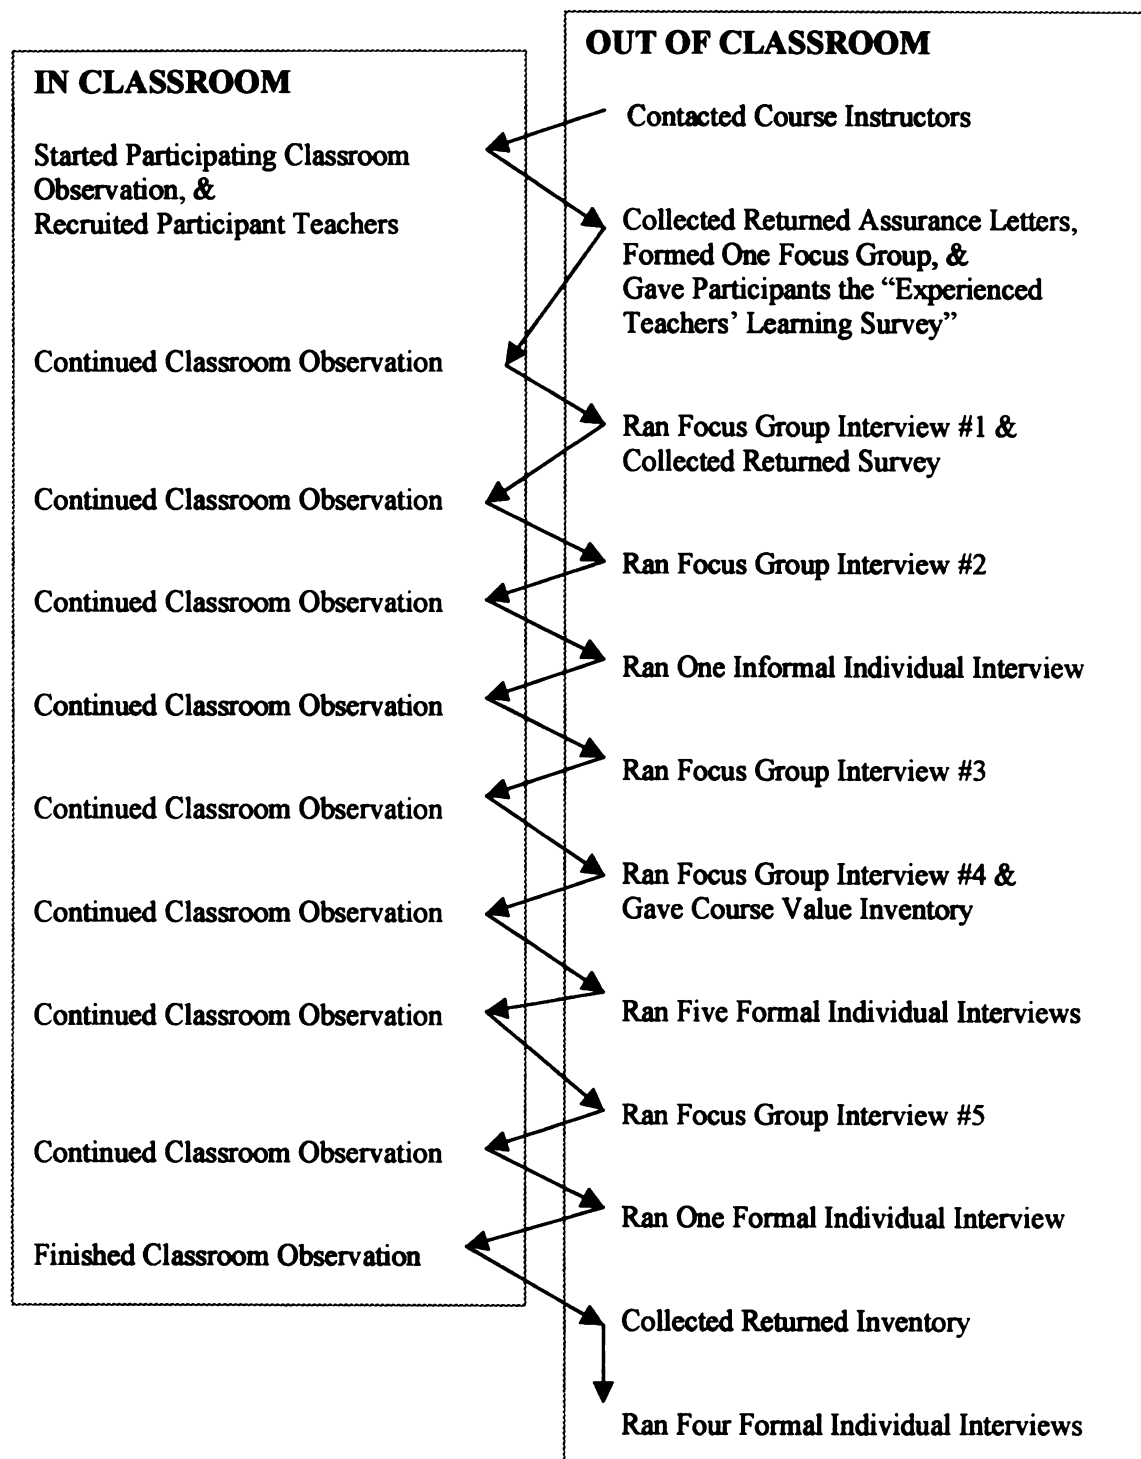 IN CLASSROOM
Started Participating Classroom
Observation, &
Recruited Participant Teachers
Continued Classroom Observation
Continued Classroom Observation
Continued Classroom Observation
Continued Classroom Observation
Continued Classroom Observation
Continued Classroom Observation
Continued Classroom Observation
Continued Classroom Observation
Finished Classroom Observation
OUT OF CLASSROOM
Contacted Course Instructors
Collected Returned Assurance Letters,
Formed One Focus Group, &
Gave Participants the “Experienced
Teachers’ Learning Survey”
Ran Focus Group Interview #1 &
Collected Returned Survey
Ran Focus Group Interview #2
Ran One Informal Individual Interview
Ran Focus Group Interview #3
Ran Focus Group Interview #4 &
Gave Course Value Inventory
Ran Five Formal Individual Interviews
Ran Focus Group Interview #5
Ran One Formal Individual Interview
Collected Returned Inventory
Ran Four Formal Individual Interviews